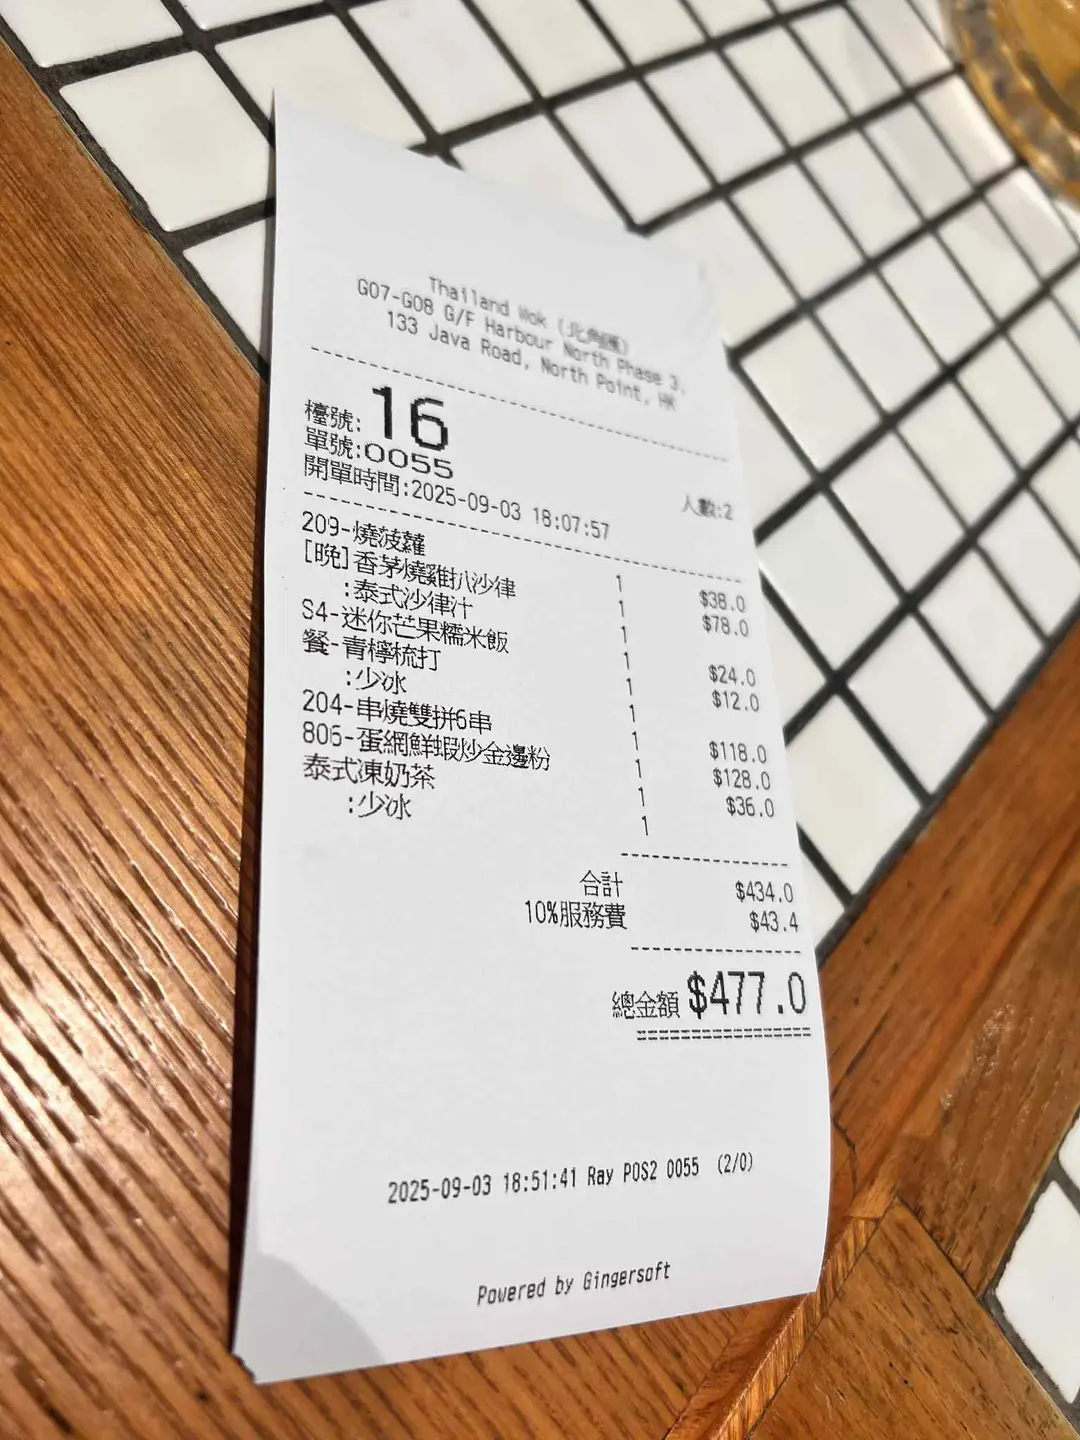 Thailand Wok (北角匯)
G07-G08 G/F Harbour North Phase 3,
133 Java Road, North Point, HK
檯號: 16
單號:0055 人數:2
開單時間:2025-09-03 18:07:57
209-燒菠蘿 1 $38.0
[晚]香茅燒雞扒沙律 1 $78.0
:泰式沙律汁 1
S4-迷你芒果糯米飯 1 $24.0
餐-青檸梳打 1 $12.0
:少冰 1
204-串燒雙拼6串 1 $118.0
806-蛋網鮮蝦炒金邊粉 1 $128.0
泰式凍奶茶 1 $36.0
:少冰 1
合計 $434.0
10%服務費 $43.4
總金額 $477.0
2025-09-03 18:51:41 Ray POS2 0055 (2/0)
Powered by Gingersoft